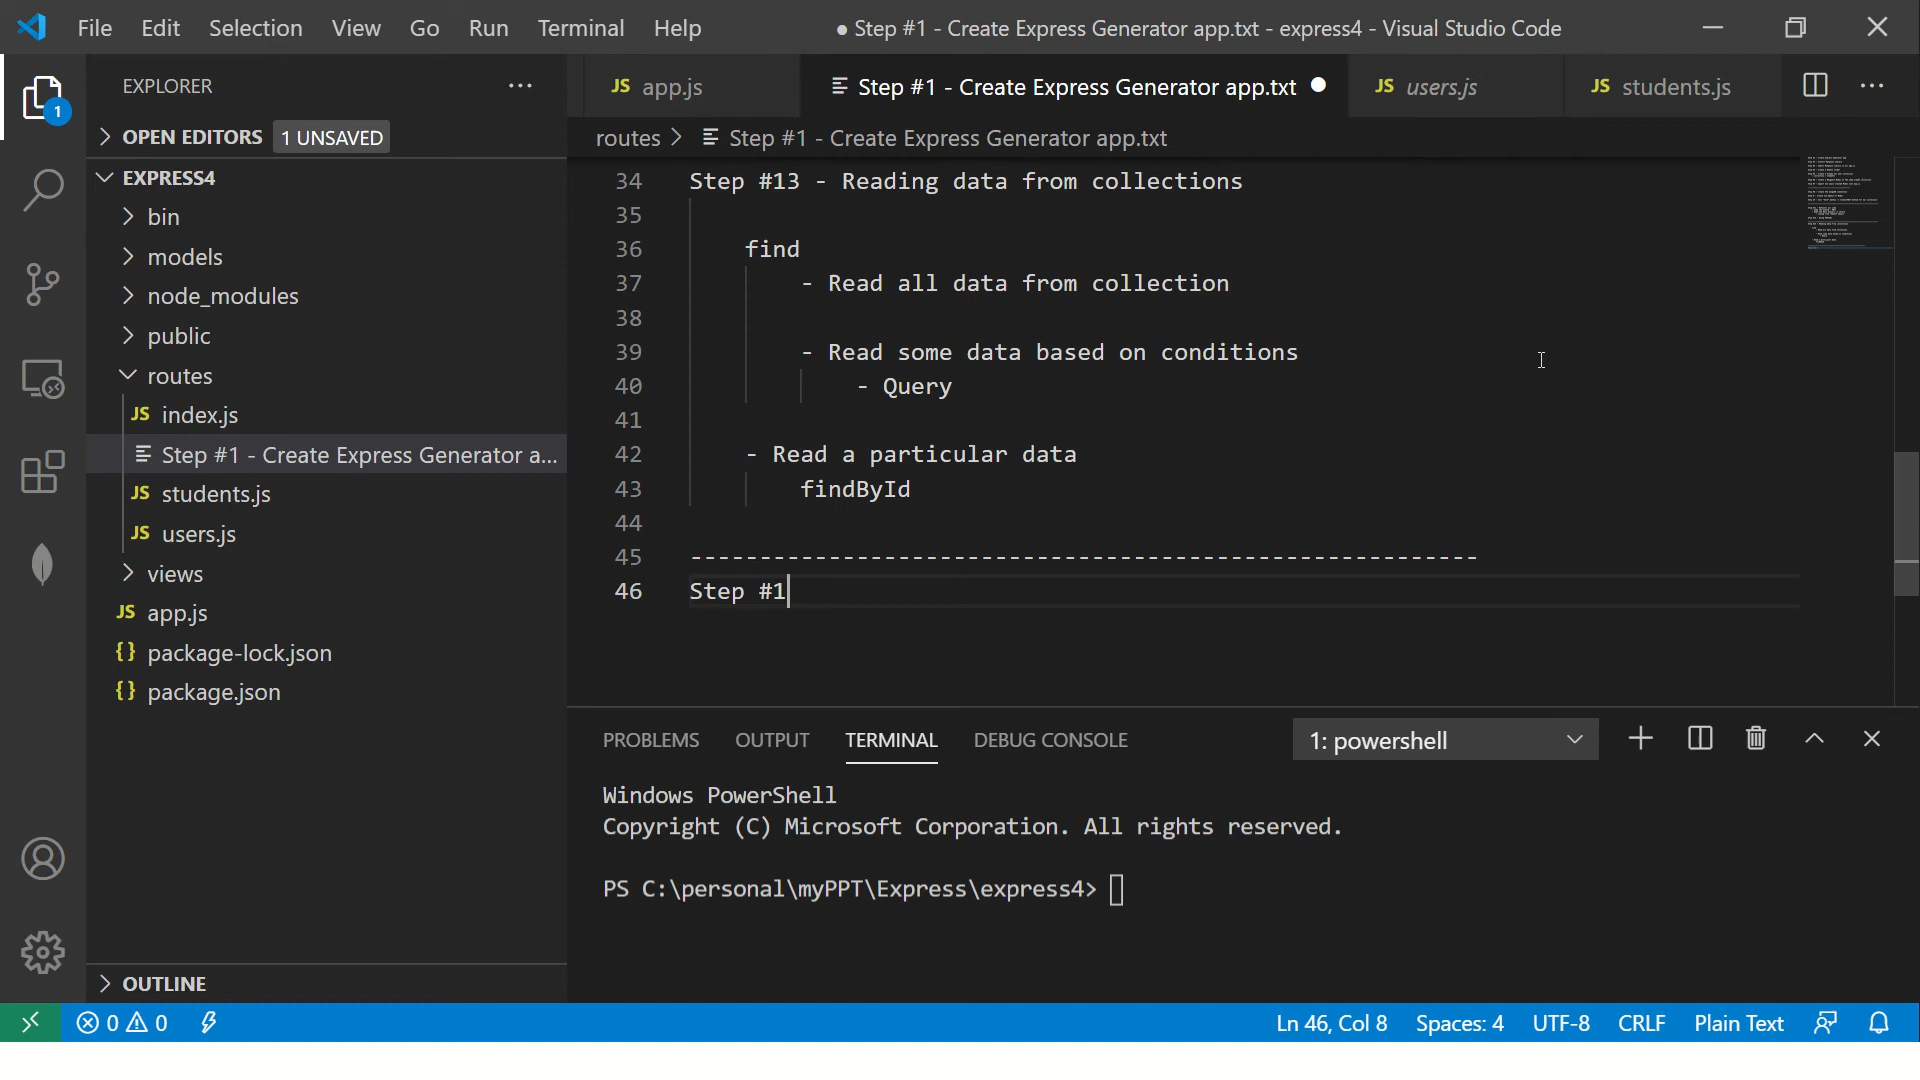 File Edit Selection View Go Run Terminal Help
● Step #1 - Create Express Generator app.txt - express4 - Visual Studio Code
EXPLORER ...
1
OPEN EDITORS 1 UNSAVED
EXPRESS4
bin
models
node_modules
public
routes
JS index.js
Step #1 - Create Express Generator a...
JS students.js
JS users.js
views
JS app.js
{} package-lock.json
{} package.json
OUTLINE
JS app.js
Step #1 - Create Express Generator app.txt ●
JS users.js
JS students.js
...
routes > Step #1 - Create Express Generator app.txt
34 Step #13 - Reading data from collections
35
36 find
37 - Read all data from collection
38
39 - Read some data based on conditions
40 - Query
41
42 - Read a particular data
43 findById
44
45 ---------------------------------------------------------
46 Step #1
PROBLEMS OUTPUT TERMINAL DEBUG CONSOLE
1: powershell
Windows PowerShell
Copyright (C) Microsoft Corporation. All rights reserved.
PS C:\personal\myPPT\Express\express4>
0 0
Ln 46, Col 8 Spaces: 4 UTF-8 CRLF Plain Text